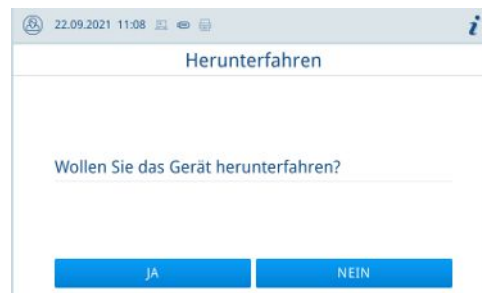 22.09.2021 11:08
i
Herunterfahren
Wollen Sie das Gerät herunterfahren?
JA
NEIN